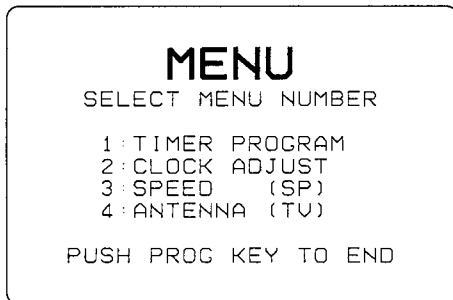 MENU
SELECT MENU NUMBER
1:TIMER PROGRAM
2:CLOCK ADJUST
3:SPEED (SP)
4:ANTENNA (TV)
PUSH PROG KEY TO END